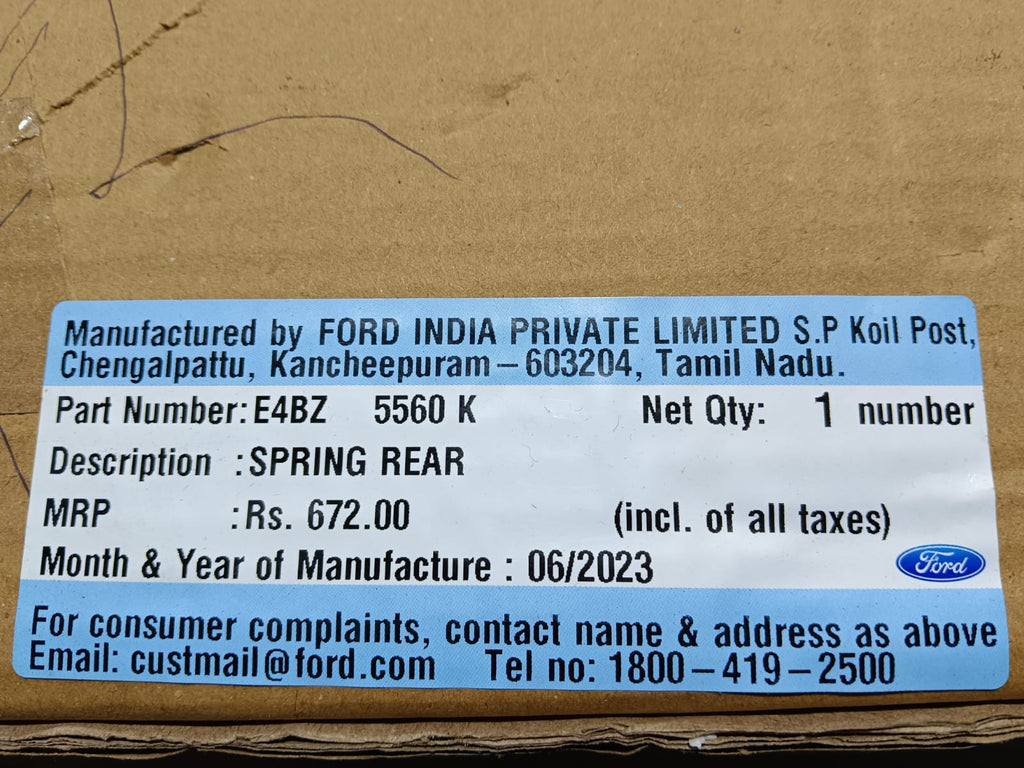 Manufactured by FORD INDIA PRIVATE LIMITED S.P Koil Post,
Chengalpattu, Kancheepuram–603204, Tamil Nadu.
Part Number: E4BZ 5560 K Net Qty: 1 number
Description : SPRING REAR
MRP : Rs. 672.00 (incl. of all taxes)
Month & Year of Manufacture : 06/2023
Ford
For consumer complaints, contact name & address as above
Email: custmail@ford.com Tel no: 1800–419–2500